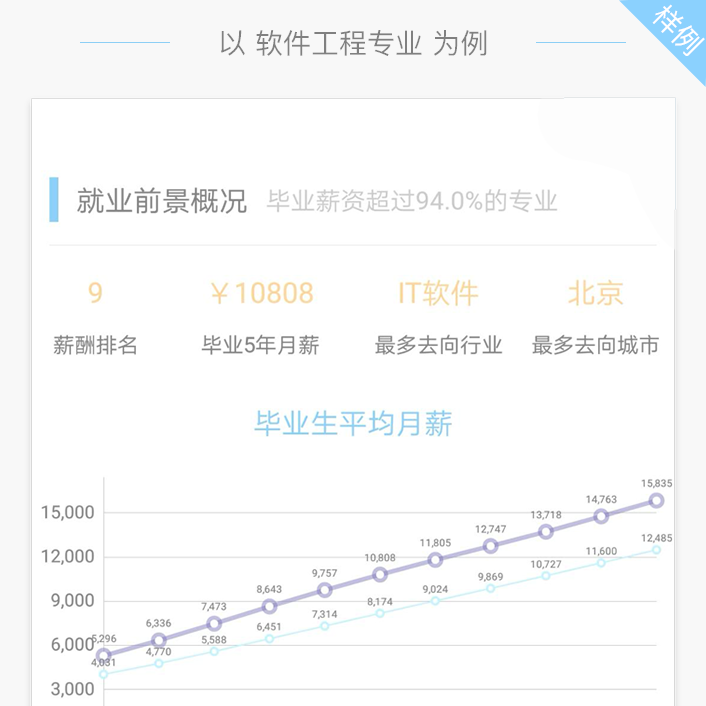 样例
以 软件工程专业 为例
就业前景概况 毕业薪资超过94.0%的专业
9 ￥10808 IT软件 北京
薪酬排名 毕业5年月薪 最多去向行业 最多去向城市
毕业生平均月薪
15,000
12,000
9,000
6,000
3,000
5,296 6,336 7,473 8,643 9,757 10,808 11,805 12,747 13,718 14,763 15,835
4,031 4,770 5,588 6,451 7,314 8,174 9,024 9,869 10,727 11,600 12,485